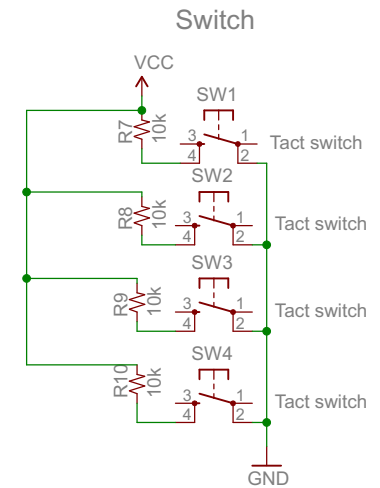 Switch
VCC
SW1
R7
10k
3
1
4
2
Tact switch
SW2
R8
10k
3
1
4
2
Tact switch
SW3
R9
10k
3
1
4
2
Tact switch
SW4
R10
10k
3
1
4
2
Tact switch
GND